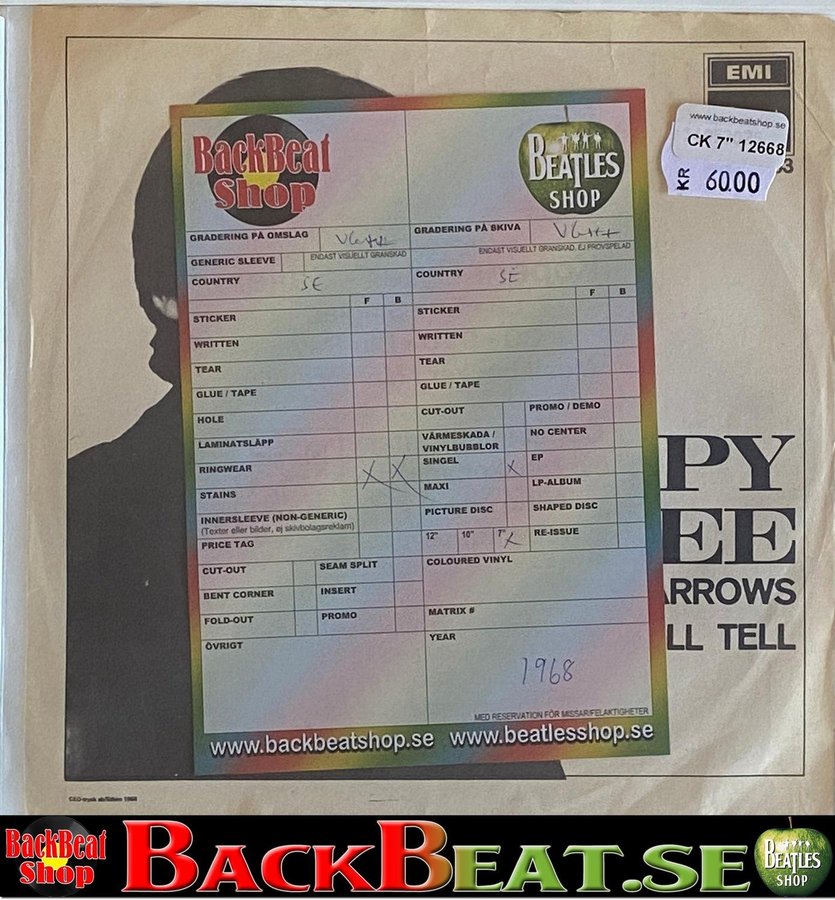 EMI
www.backbeatshop.se
CK 7" 12668
KR 60.00
BackBeat
Shop
BEATLES
SHOP
GRADERING PÅ OMSLAG VG++
GENERIC SLEEVE
ENDAST VISUELLT GRANSKAD
COUNTRY SE
F B
STICKER
WRITTEN
TEAR
GLUE / TAPE
HOLE
LAMINATSLÄPP
RINGWEAR
STAINS X X
INNERSLEEVE (NON-GENERIC)
(Texter eller bilder, ej skivbolagsreklam)
PRICE TAG
CUT-OUT SEAM SPLIT
BENT CORNER INSERT
FOLD-OUT PROMO
ÖVRIGT
GRADERING PÅ SKIVA VG++
ENDAST VISUELLT GRANSKAD, EJ PROVSPELAD
COUNTRY SE
F B
STICKER
WRITTEN
TEAR
GLUE / TAPE
CUT-OUT PROMO / DEMO
VÄRMESKADA / NO CENTER
VINYLBUBBLOR
SINGEL X EP
MAXI LP-ALBUM
PICTURE DISC SHAPED DISC
12" 10" 7" X RE-ISSUE
COLOURED VINYL
MATRIX #
YEAR
1968
MED RESERVATION FÖR MISSAR/FELAKTIGHETER
www.backbeatshop.se www.beatlesshop.se
PY
EE
ARROWS
LL TELL
BackBeat
Shop
BACKBEAT.SE
BEATLES
SHOP